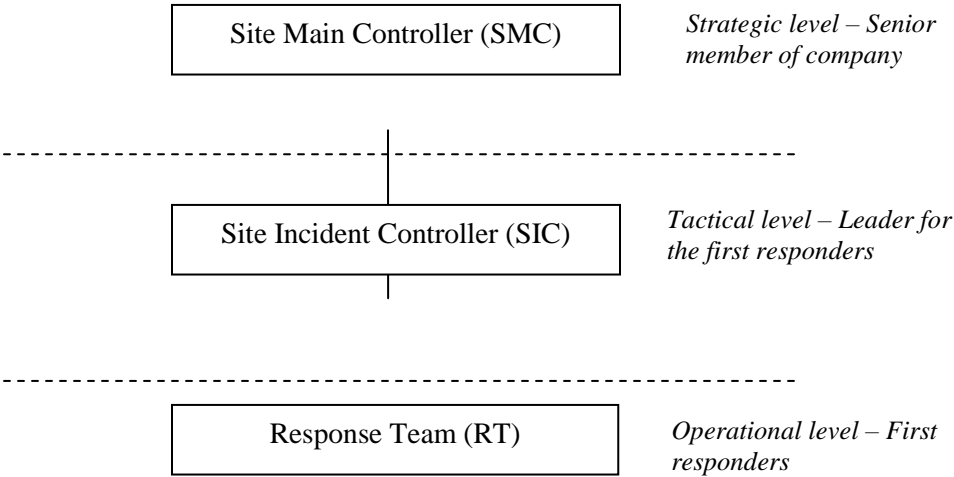 Site Main Controller (SMC)
Strategic level – Senior
member of company
Site Incident Controller (SIC)
Tactical level – Leader for
the first responders
Response Team (RT)
Operational level – First
responders